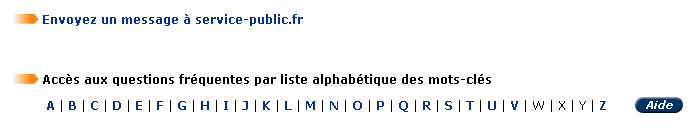 Envoyez un message à service-public.fr
Accès aux questions fréquentes par liste alphabétique des mots-clés
A | B | C | D | E | F | G | H | I | J | K | L | M | N | O | P | Q | R | S | T | U | V | W | X | Y | Z Aide